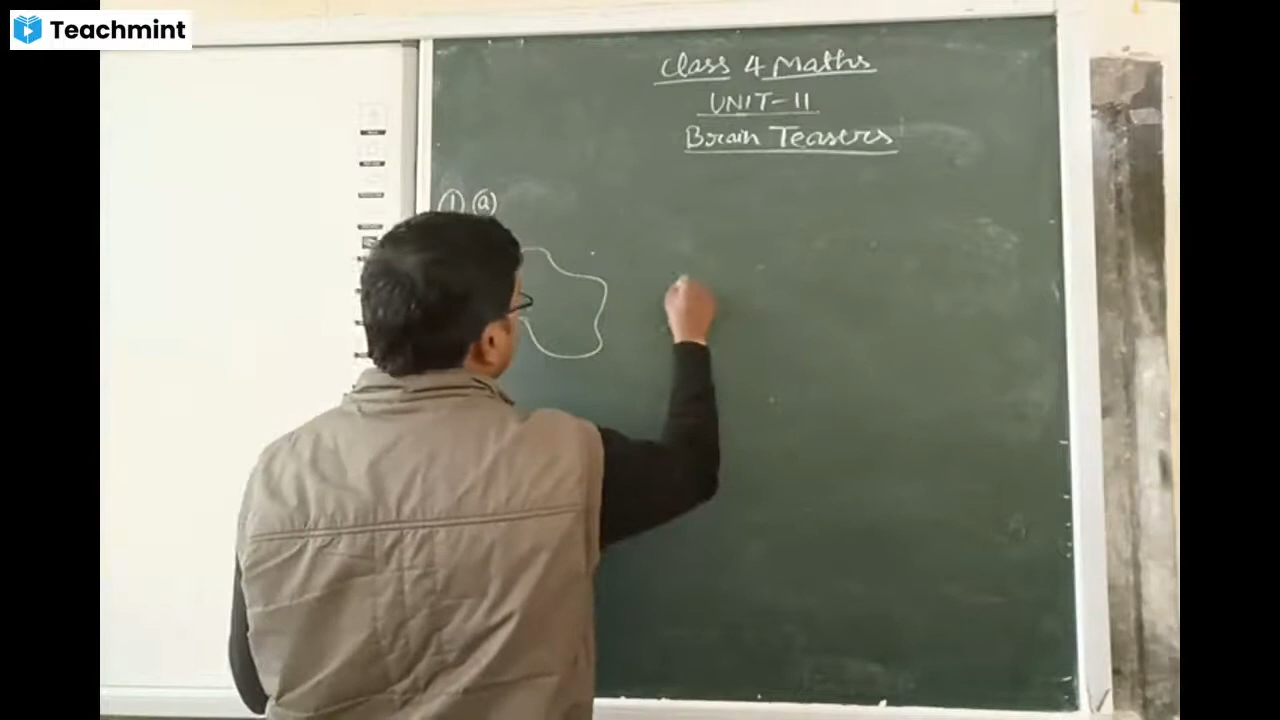 Teachmint
Class 4 Maths
UNIT-11
Brain Teasers
① ⓐ